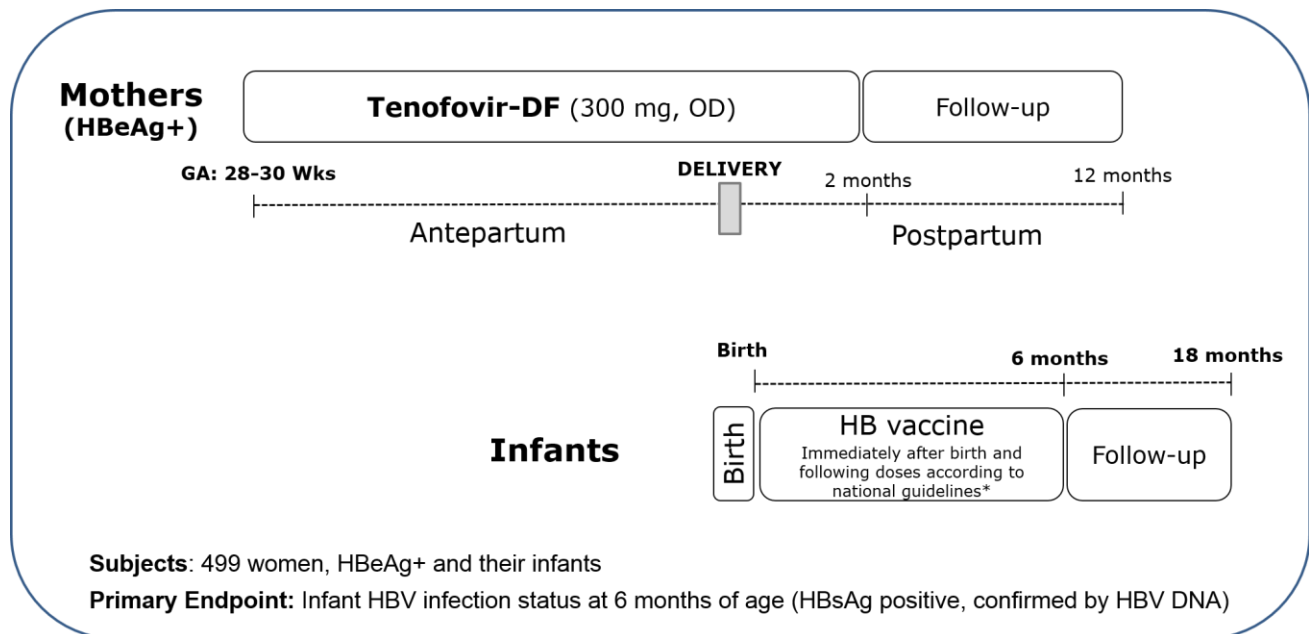 Mothers
(HBeAg+)
Tenofovir-DF (300 mg, OD)
Follow-up
GA: 28-30 Wks
DELIVERY
2 months
12 months
Antepartum
Postpartum
Birth
6 months
18 months
Infants
Birth
HB vaccine
Immediately after birth and
following doses according to
national guidelines*
Follow-up
Subjects: 499 women, HBeAg+ and their infants
Primary Endpoint: Infant HBV infection status at 6 months of age (HBsAg positive, confirmed by HBV DNA)